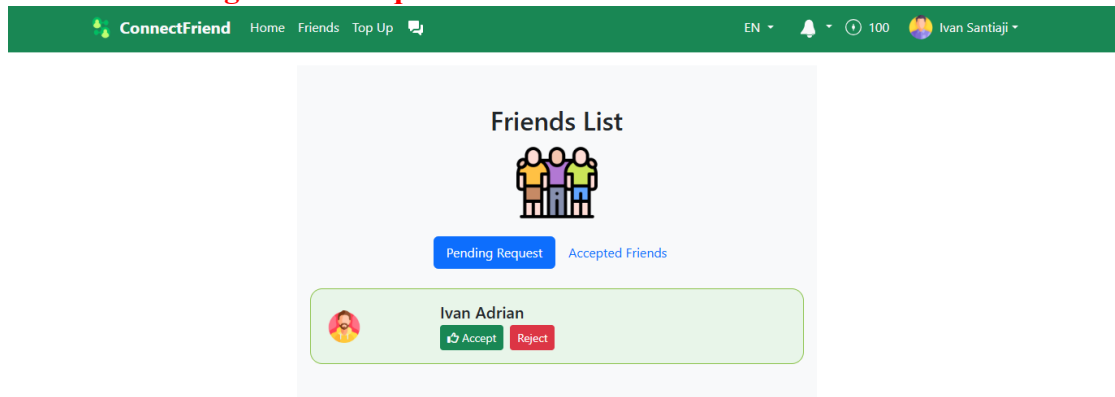 ConnectFriend Home Friends Top Up EN 100 Ivan Santiaji
Friends List
Pending Request Accepted Friends
Ivan Adrian
Accept Reject